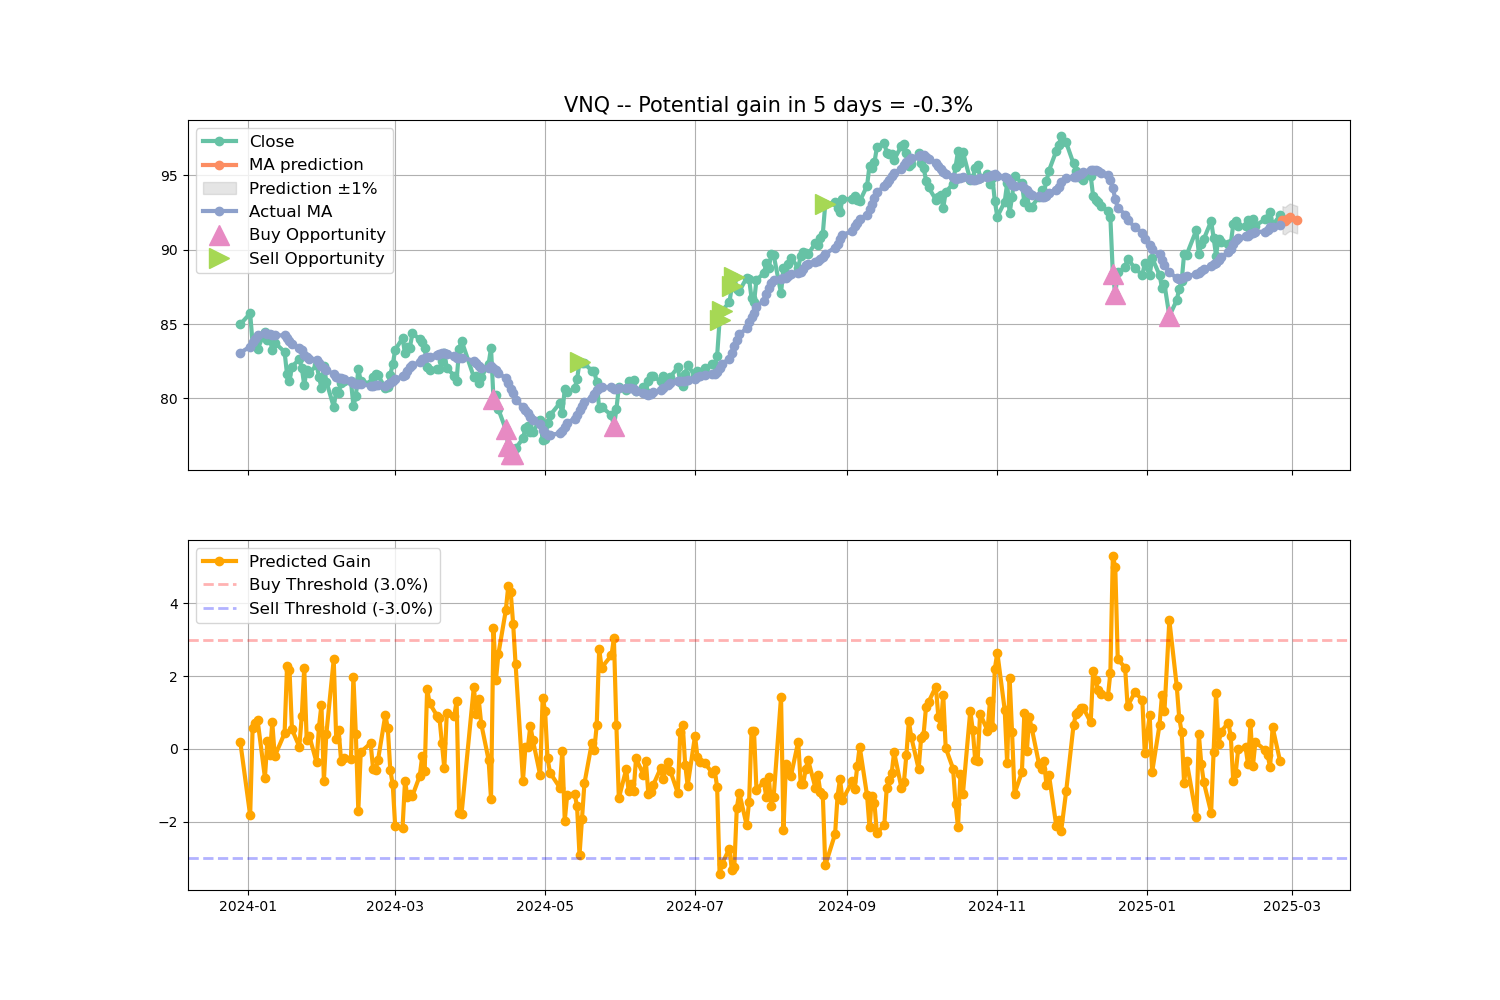 VNQ -- Potential gain in 5 days = -0.3%
Close
MA prediction
Prediction ±1%
Actual MA
Buy Opportunity
Sell Opportunity
95
90
85
80
Predicted Gain
Buy Threshold (3.0%)
Sell Threshold (-3.0%)
4
2
0
−2
2024-01 2024-03 2024-05 2024-07 2024-09 2024-11 2025-01 2025-03